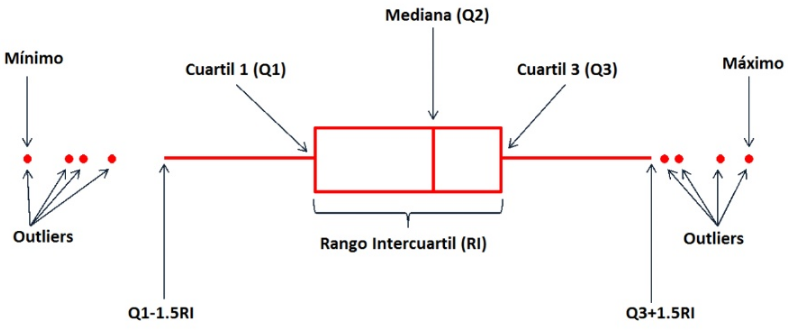 Mediana (Q2)
Mínimo
Cuartil 1 (Q1)
Cuartil 3 (Q3)
Máximo
Outliers
Rango Intercuartil (RI)
Outliers
Q1-1.5RI
Q3+1.5RI